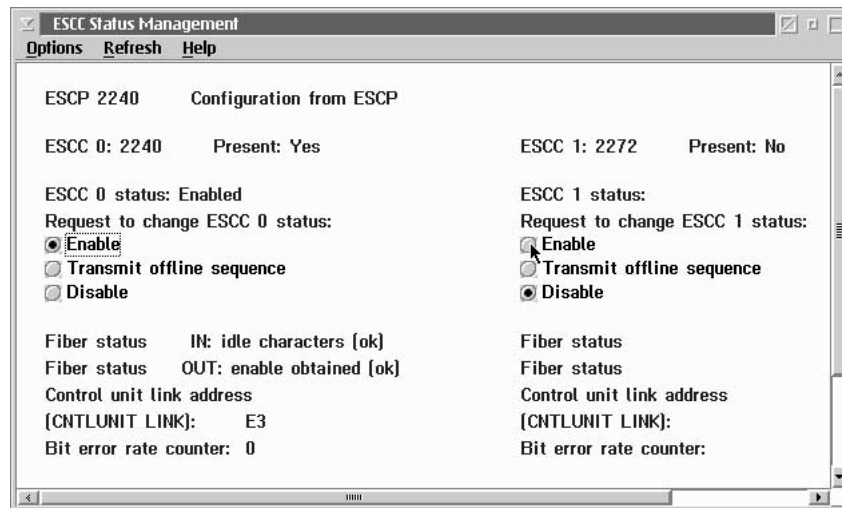 ESCC Status Management
Options Refresh Help
ESCP 2240 Configuration from ESCP
ESCC 0: 2240 Present: Yes ESCC 1: 2272 Present: No
ESCC 0 status: Enabled ESCC 1 status:
Request to change ESCC 0 status: Request to change ESCC 1 status:
Enable Enable
Transmit offline sequence Transmit offline sequence
Disable Disable
Fiber status IN: idle characters (ok) Fiber status
Fiber status OUT: enable obtained (ok) Fiber status
Control unit link address Control unit link address
(CNTLUNIT LINK): E3 (CNTLUNIT LINK):
Bit error rate counter: 0 Bit error rate counter: